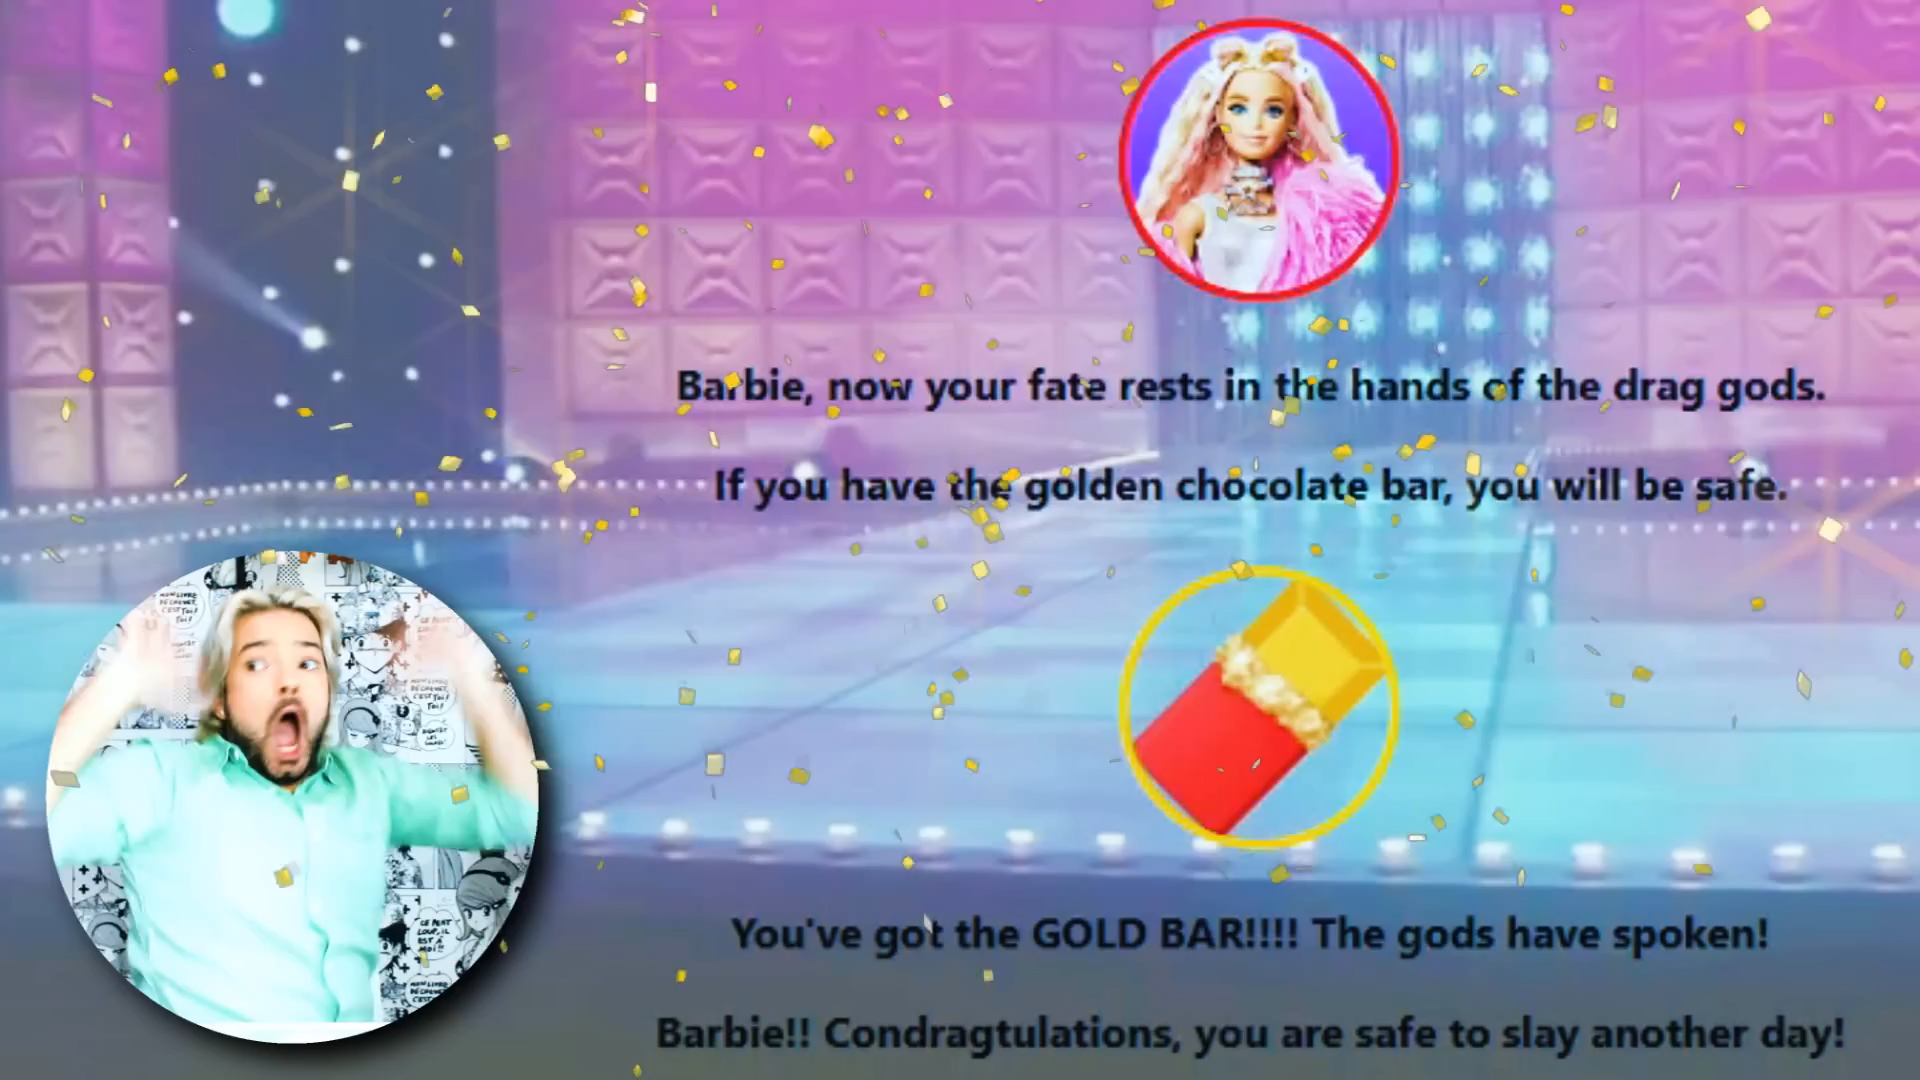 Barbie, now your fate rests in the hands of the drag gods.
If you have the golden chocolate bar, you will be safe.
You've got the GOLD BAR!!!! The gods have spoken!
Barbie!! Condragtulations, you are safe to slay another day!